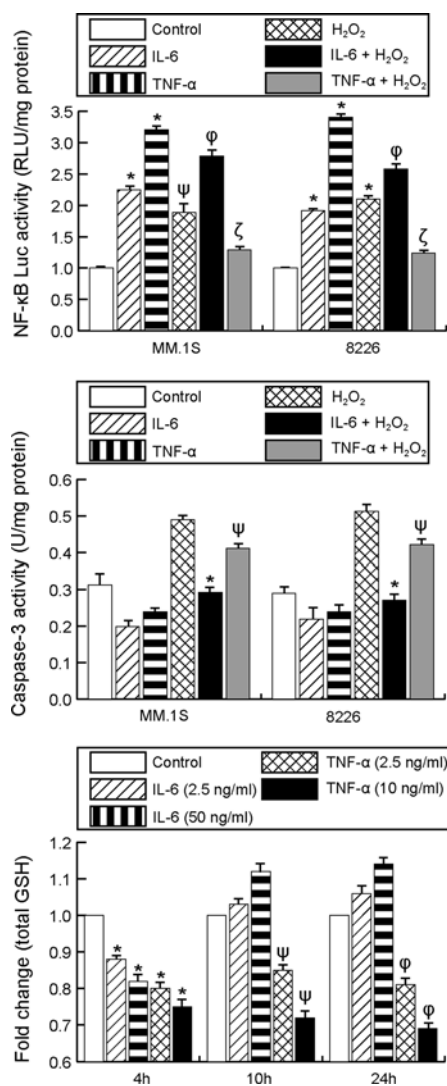 Control
IL-6
TNF-α
H₂O₂
IL-6 + H₂O₂
TNF-α + H₂O₂
NF-κB Luc activity (RLU/mg protein)
3.5
3.0
2.5
2.0
1.5
1.0
0.5
0.0
* * ψ φ ζ
* * * φ ζ
MM.1S
8226
Control
IL-6
TNF-α
H₂O₂
IL-6 + H₂O₂
TNF-α + H₂O₂
Caspase-3 activity (U/mg protein)
0.6
0.5
0.4
0.3
0.2
0.1
0.0
* ψ
* ψ
MM.1S
8226
Control
IL-6 (2.5 ng/ml)
IL-6 (50 ng/ml)
TNF-α (2.5 ng/ml)
TNF-α (10 ng/ml)
Fold change (total GSH)
1.2
1.1
1.0
0.9
0.8
0.7
0.6
* * * *
ψ ψ
φ φ
4h
10h
24h